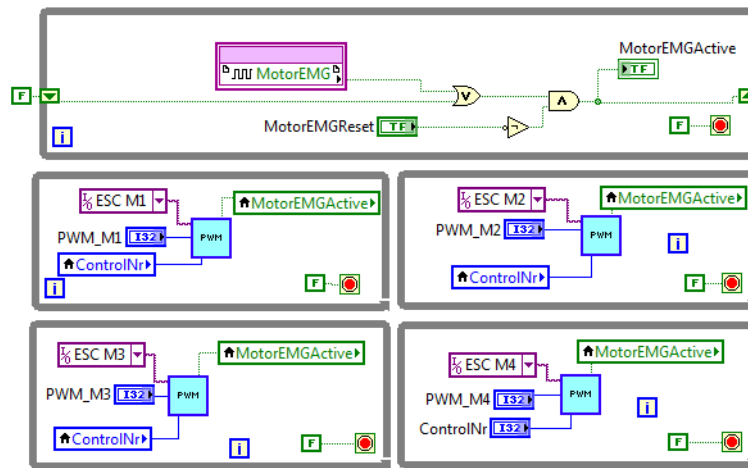 MotorEMGActive
MotorEMG
TF
F
V
Λ
MotorEMGReset
TF
F
i
I/O ESC M1
MotorEMGActive
PWM_M1
I32
PWM
ControlNr
i
F
I/O ESC M2
MotorEMGActive
PWM_M2
I32
PWM
i
ControlNr
F
I/O ESC M3
MotorEMGActive
PWM_M3
I32
PWM
ControlNr
i
F
I/O ESC M4
MotorEMGActive
PWM_M4
I32
PWM
ControlNr
I32
i
F